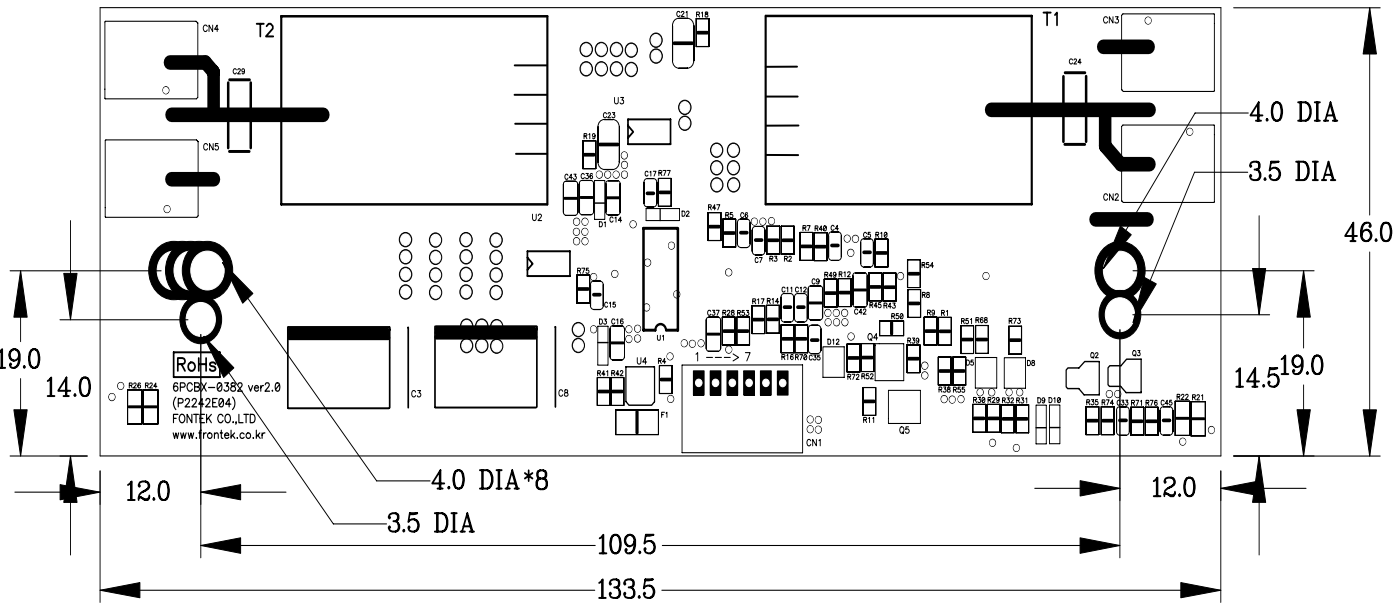 CN4
T2
C21
R18
T1
CN3
C29
C24
U3
C23
R19
4.0 DIA
CN5
3.5 DIA
C43
C36
C17
R77
D1
C14
D2
CN2
U2
R47
R5
C6
46.0
C7
R3
R2
R7
R40
C4
C5
R10
R75
C15
R54
R49
R12
C9
C42
R45
R43
R8
C11
C12
R17
R14
C37
R28
R53
R50
R9
R1
R51
R68
R73
D3
C16
U1
R16
R70
C35
D12
Q4
R39
19.0
RoHs
1 ----> 7
R72
R52
D5
D8
Q2
Q3
14.5
19.0
14.0
6PCBX-0382 ver2.0
C3
C8
U4
R4
R41
R42
R38
R55
R26
R24
(P2242E04)
FONTEK CO.,LTD
www.frontek.co.kr
F1
CN1
R11
Q5
R30
R29
R32
R31
D9
D10
R35
R74
C33
R71
R76
C45
R22
R21
12.0
4.0 DIA*8
12.0
3.5 DIA
109.5
133.5